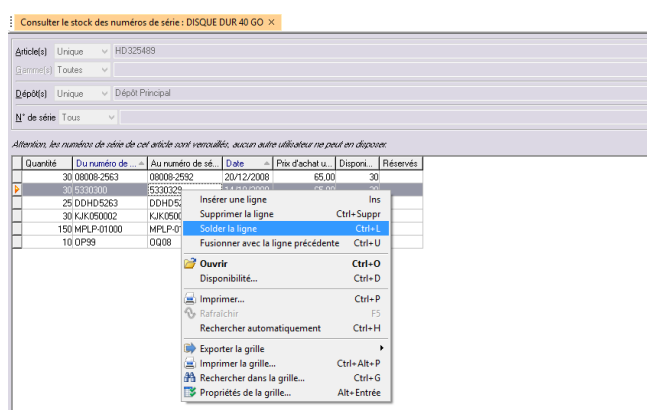 Consulter le stock des numéros de série : DISQUE DUR 40 GO ×
Article(s) Unique HD325489
Gamme(s) Toutes
Dépôt(s) Unique Dépôt Principal
N° de série Tous
Attention, les numéros de série de cet article sont verrouillés, aucun autre utilisateur ne peut en disposer.
Quantité Du numéro de ... Au numéro de sé... Date Prix d'achat u... Disponi... Réservés
30 08008-2563 08008-2592 20/12/2008 65,00 30
30 5330300 5330329 65,00 30
25 DDHD5263 DDHD52
30 KJK050002 KJK0500
150 MPLP-01000 MPLP-01
10 OP99 OQ08
Insérer une ligne Ins
Supprimer la ligne Ctrl+Suppr
Solder la ligne Ctrl+L
Fusionner avec la ligne précédente Ctrl+U
Ouvrir Ctrl+O
Disponibilité... Ctrl+D
Imprimer... Ctrl+P
Rafraîchir F5
Rechercher automatiquement Ctrl+H
Exporter la grille
Imprimer la grille... Ctrl+Alt+P
Rechercher dans la grille... Ctrl+G
Propriétés de la grille... Alt+Entrée